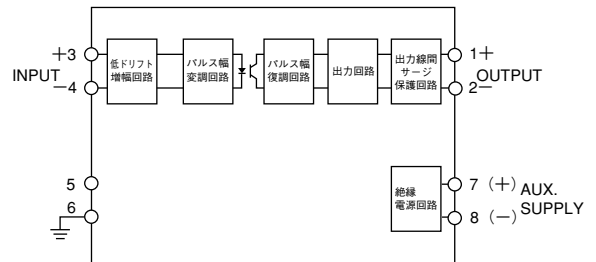 +3
INPUT
−4
低ドリフト
増幅回路
パルス幅
変調回路
パルス幅
復調回路
出力回路
出力線間
サージ
保護回路
1+
OUTPUT
2−
5
6
絶縁
電源回路
7 (+)
AUX.
SUPPLY
8 (−)